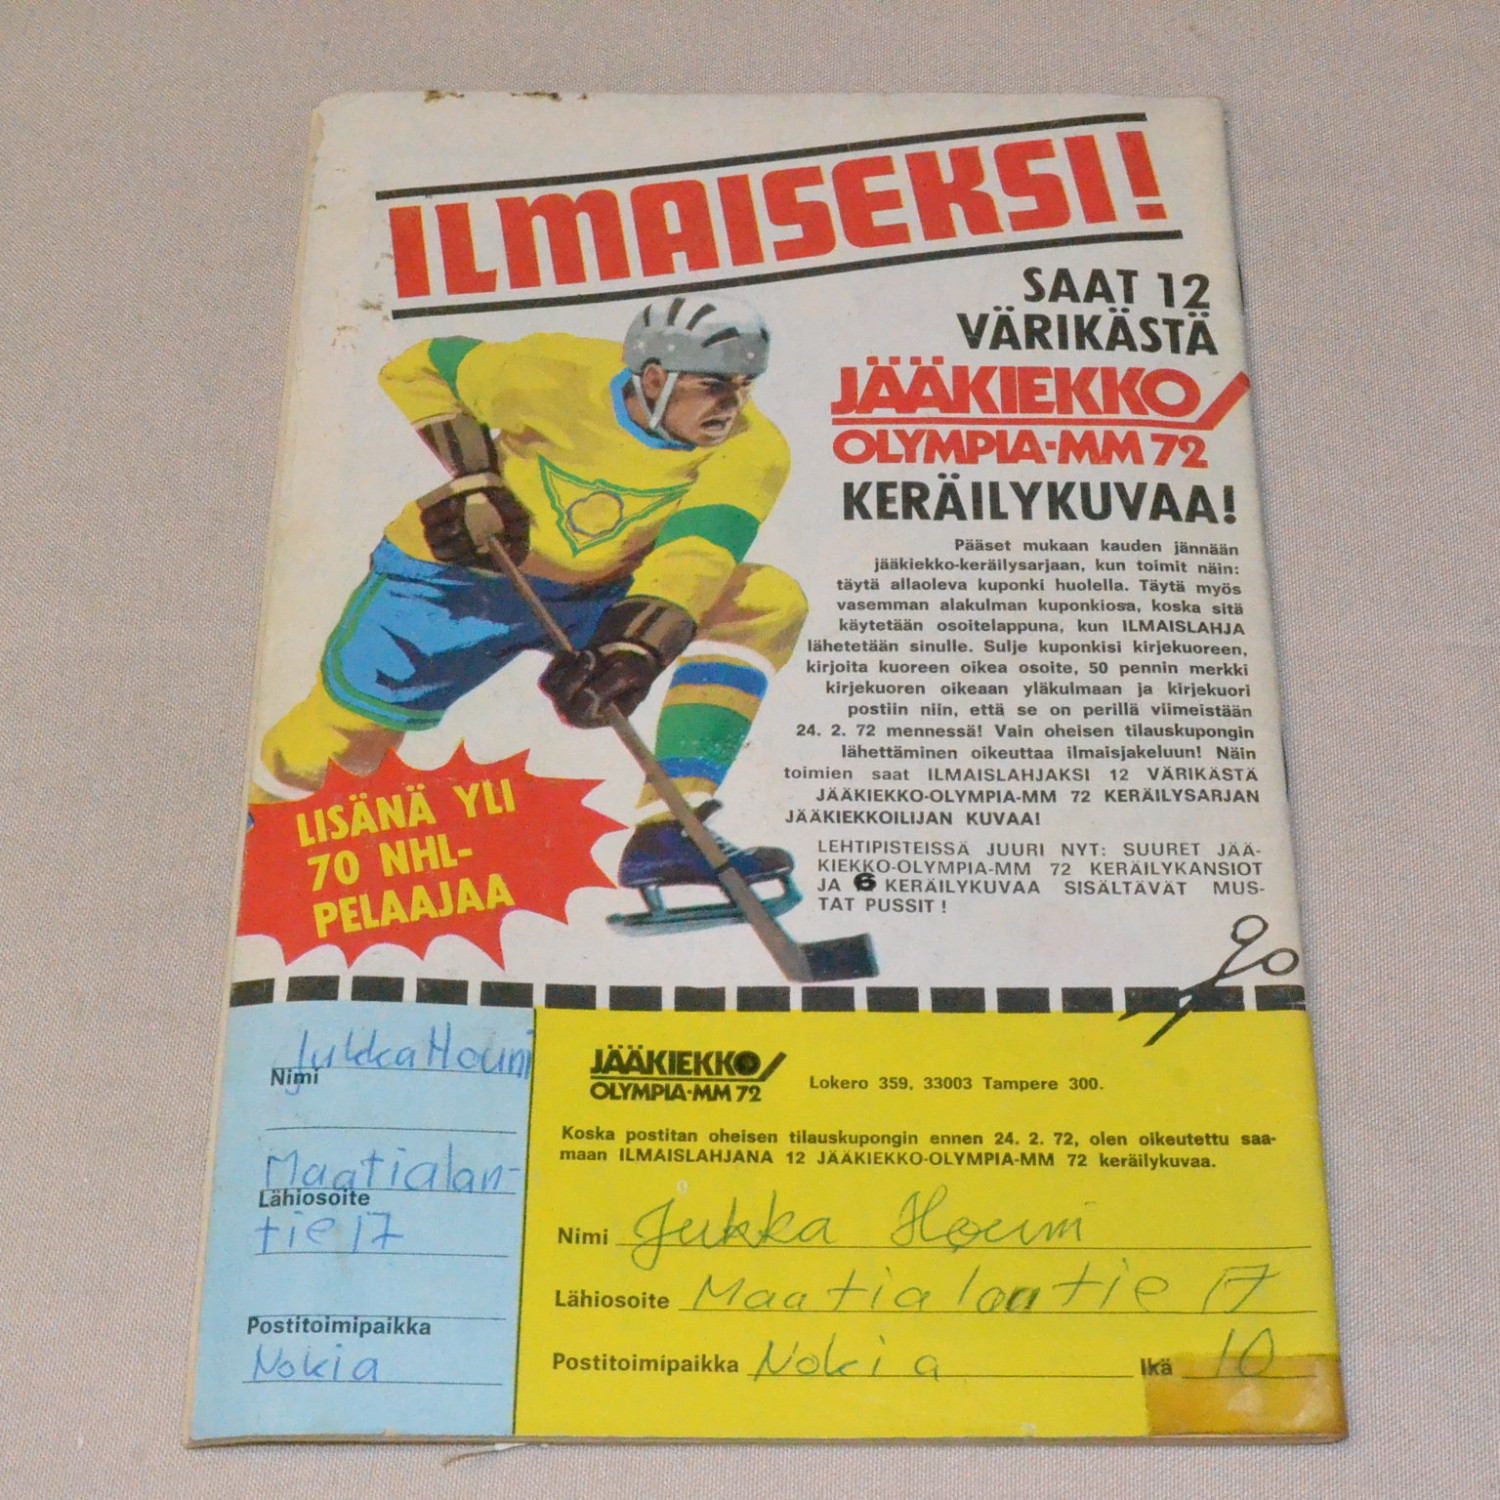 ILMAISEKSI!
SAAT 12
VÄRIKÄSTÄ
JÄÄKIEKKO
OLYMPIA-MM 72
KERÄILYKUVAA!
Pääset mukaan kauden jännään
jääkiekko-keräilysarjaan, kun toimit näin:
täytä allaoleva kuponki huolella. Täytä myös
vasemman alakulman kuponkiosa, koska sitä
käytetään osoitelappuna, kun ILMAISLAHJA
lähetetään sinulle. Sulje kuponkisi kirjekuoreen,
kirjoita kuoreen oikea osoite, 50 pennin merkki
kirjekuoren oikeaan yläkulmaan ja kirjekuori
postiin niin, että se on perillä viimeistään
24. 2. 72 mennessä! Vain oheisen tilauskupongin
lähettäminen oikeuttaa ilmaisjakeluun! Näin
toimien saat ILMAISLAHJAKSI 12 VÄRIKÄSTÄ
JÄÄKIEKKO-OLYMPIA-MM 72 KERÄILYSARJAN
JÄÄKIEKKOILIJAN KUVAA!
LEHTIPISTEISSÄ JUURI NYT: SUURET JÄÄ-
KIEKKO-OLYMPIA-MM 72 KERÄILYKANSIOT
JA 6 KERÄILYKUVAA SISÄLTÄVÄT MUS-
TAT PUSSIT!
LISÄNÄ YLI
70 NHL-
PELAAJAA
Jukka Houni
Nimi
Maatialan-
Lähiosoite
tie 17
Postitoimipaikka
Nokia
JÄÄKIEKKO
OLYMPIA-MM 72
Lokero 359, 33003 Tampere 300.
Koska postitan oheisen tilauskupongin ennen 24. 2. 72, olen oikeutettu saa-
maan ILMAISLAHJANA 12 JÄÄKIEKKO-OLYMPIA-MM 72 keräilykuvaa.
Nimi Jukka Houni
Lähiosoite Maatialantie 17
Postitoimipaikka Nokia Ikä 10